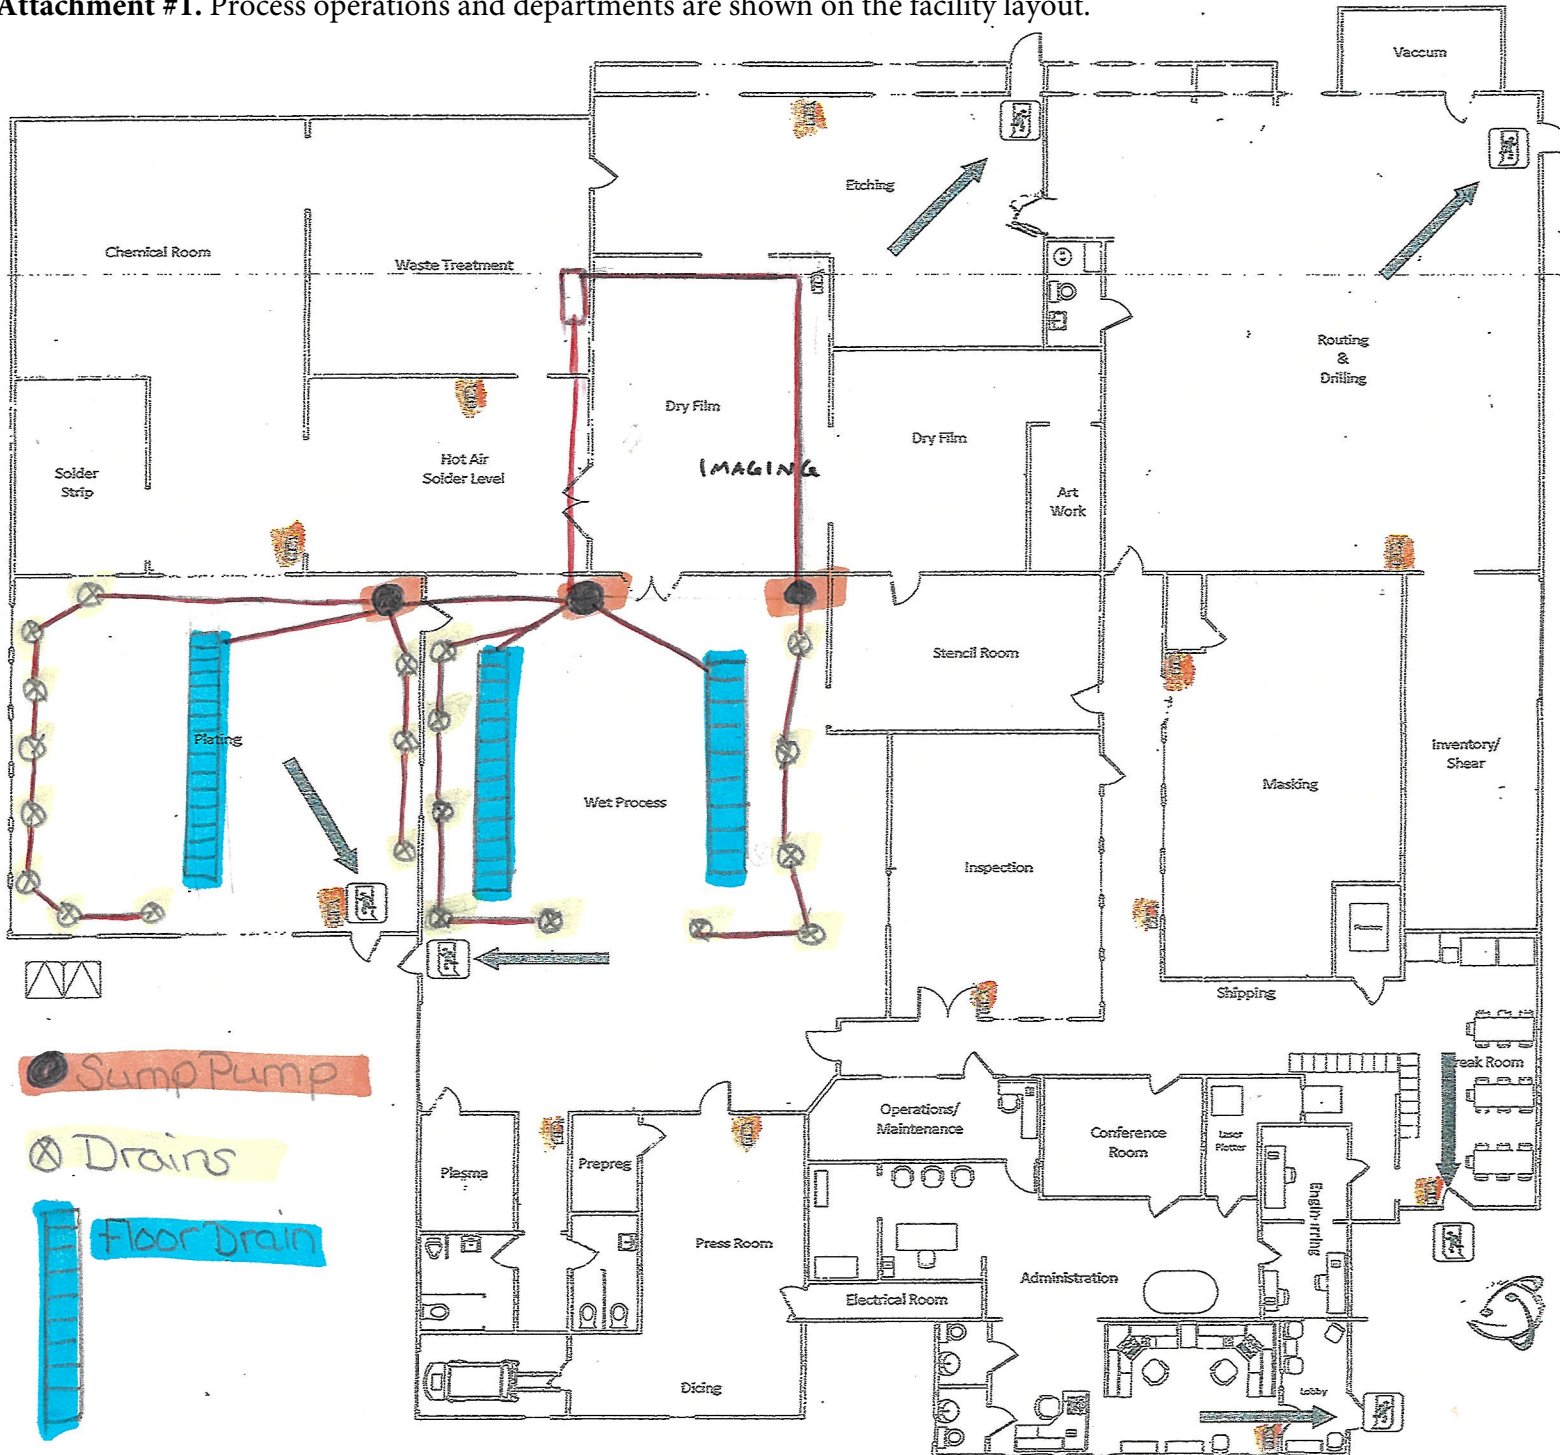 Attachment #1. Process operations and departments are shown on the facility layout.
Vaccum
Etching
Chemical Room
Waste Treatment
Routing
&
Drilling
Dry Film
Dry Film
IMAGING
Hot Air
Solder Level
Solder
Strip
Art
Work
Stencil Room
Plating
Inventory/
Shear
Masking
Wet Process
Inspection
Shipping
reak Room
Sump Pump
Operations/
Maintenance
Conference
Room
Laser
Plotter
Drains
Plasma
Prepreg
Floor Drain
Press Room
Engineering
Administration
Electrical Room
Dicing
Lobby